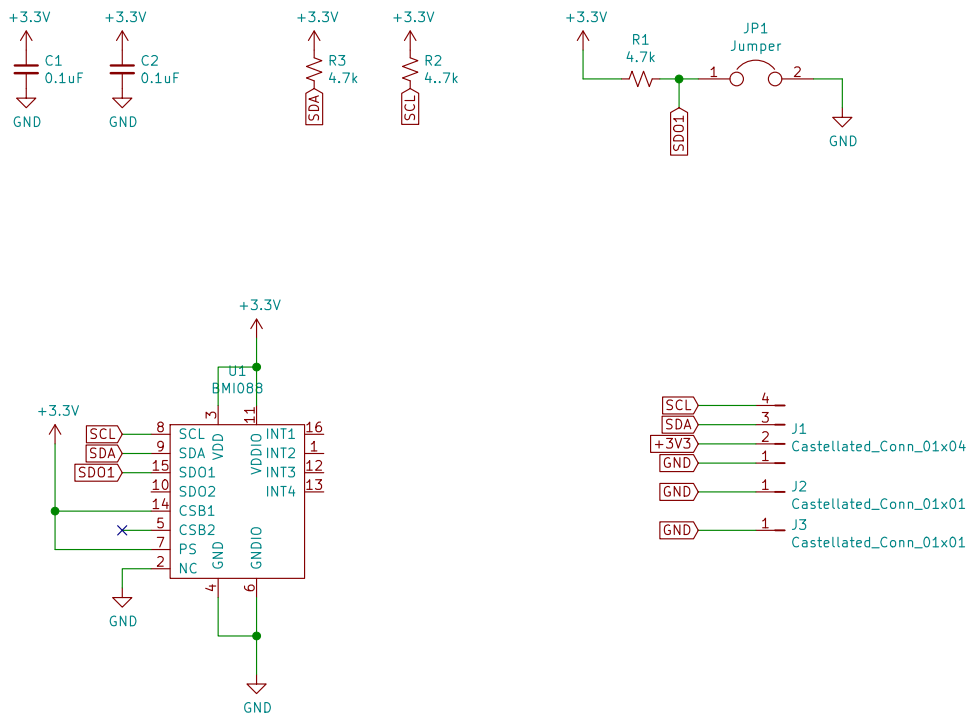 +3.3V
C1
0.1uF
GND
+3.3V
C2
0.1uF
GND
+3.3V
R3
4.7k
SDA
+3.3V
R2
4..7k
SCL
+3.3V
R1
4.7k
SDO1
JP1
Jumper
1
2
GND
+3.3V
U1
BMI088
+3.3V
3
11
VDD
VDDIO
SCL 8 SCL
SDA 9 SDA
SDO1 15 SDO1
10 SDO2
14 CSB1
5 CSB2
7 PS
2 NC
INT1 16
INT2 1
INT3 12
INT4 13
GND
GNDIO
4
6
GND
GND
SCL 4
SDA 3
+3V3 2
GND 1
J1
Castellated_Conn_01x04
GND 1
J2
Castellated_Conn_01x01
GND 1
J3
Castellated_Conn_01x01